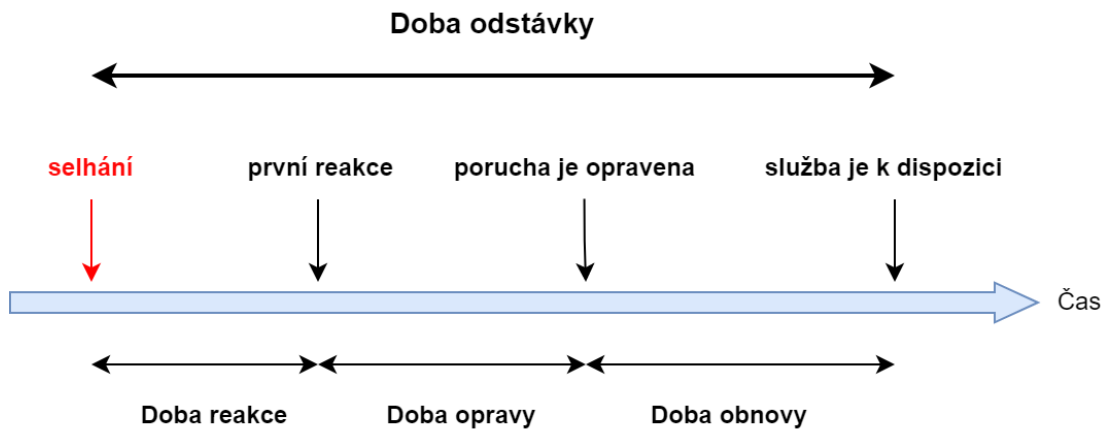 Doba odstávky
selhání
první reakce
porucha je opravena
služba je k dispozici
Čas
Doba reakce
Doba opravy
Doba obnovy